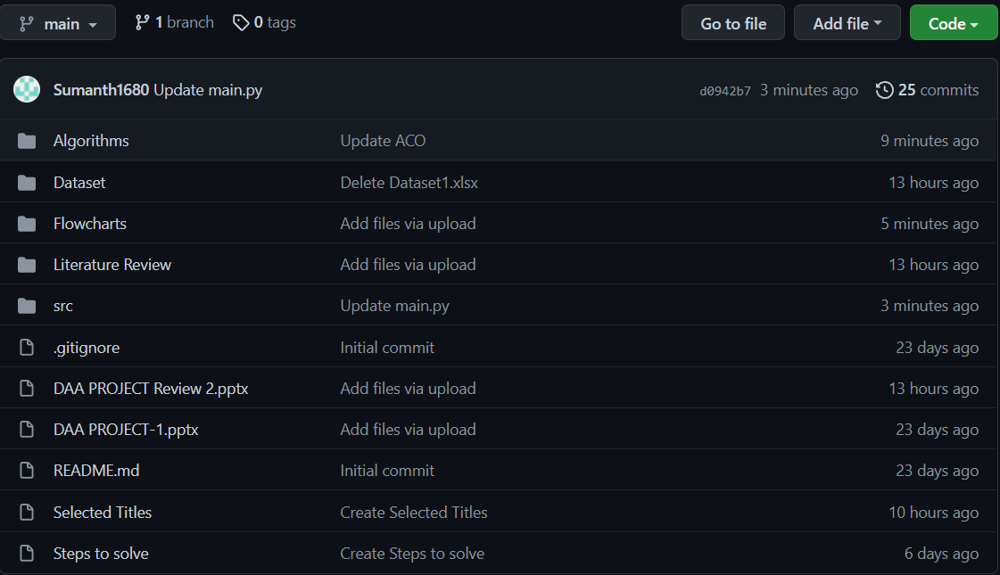 main 1 branch 0 tags Go to file Add file Code
Sumanth1680 Update main.py d0942b7 3 minutes ago 25 commits
Algorithms Update ACO 9 minutes ago
Dataset Delete Dataset1.xlsx 13 hours ago
Flowcharts Add files via upload 5 minutes ago
Literature Review Add files via upload 13 hours ago
src Update main.py 3 minutes ago
.gitignore Initial commit 23 days ago
DAA PROJECT Review 2.pptx Add files via upload 13 hours ago
DAA PROJECT-1.pptx Add files via upload 23 days ago
README.md Initial commit 23 days ago
Selected Titles Create Selected Titles 10 hours ago
Steps to solve Create Steps to solve 6 days ago